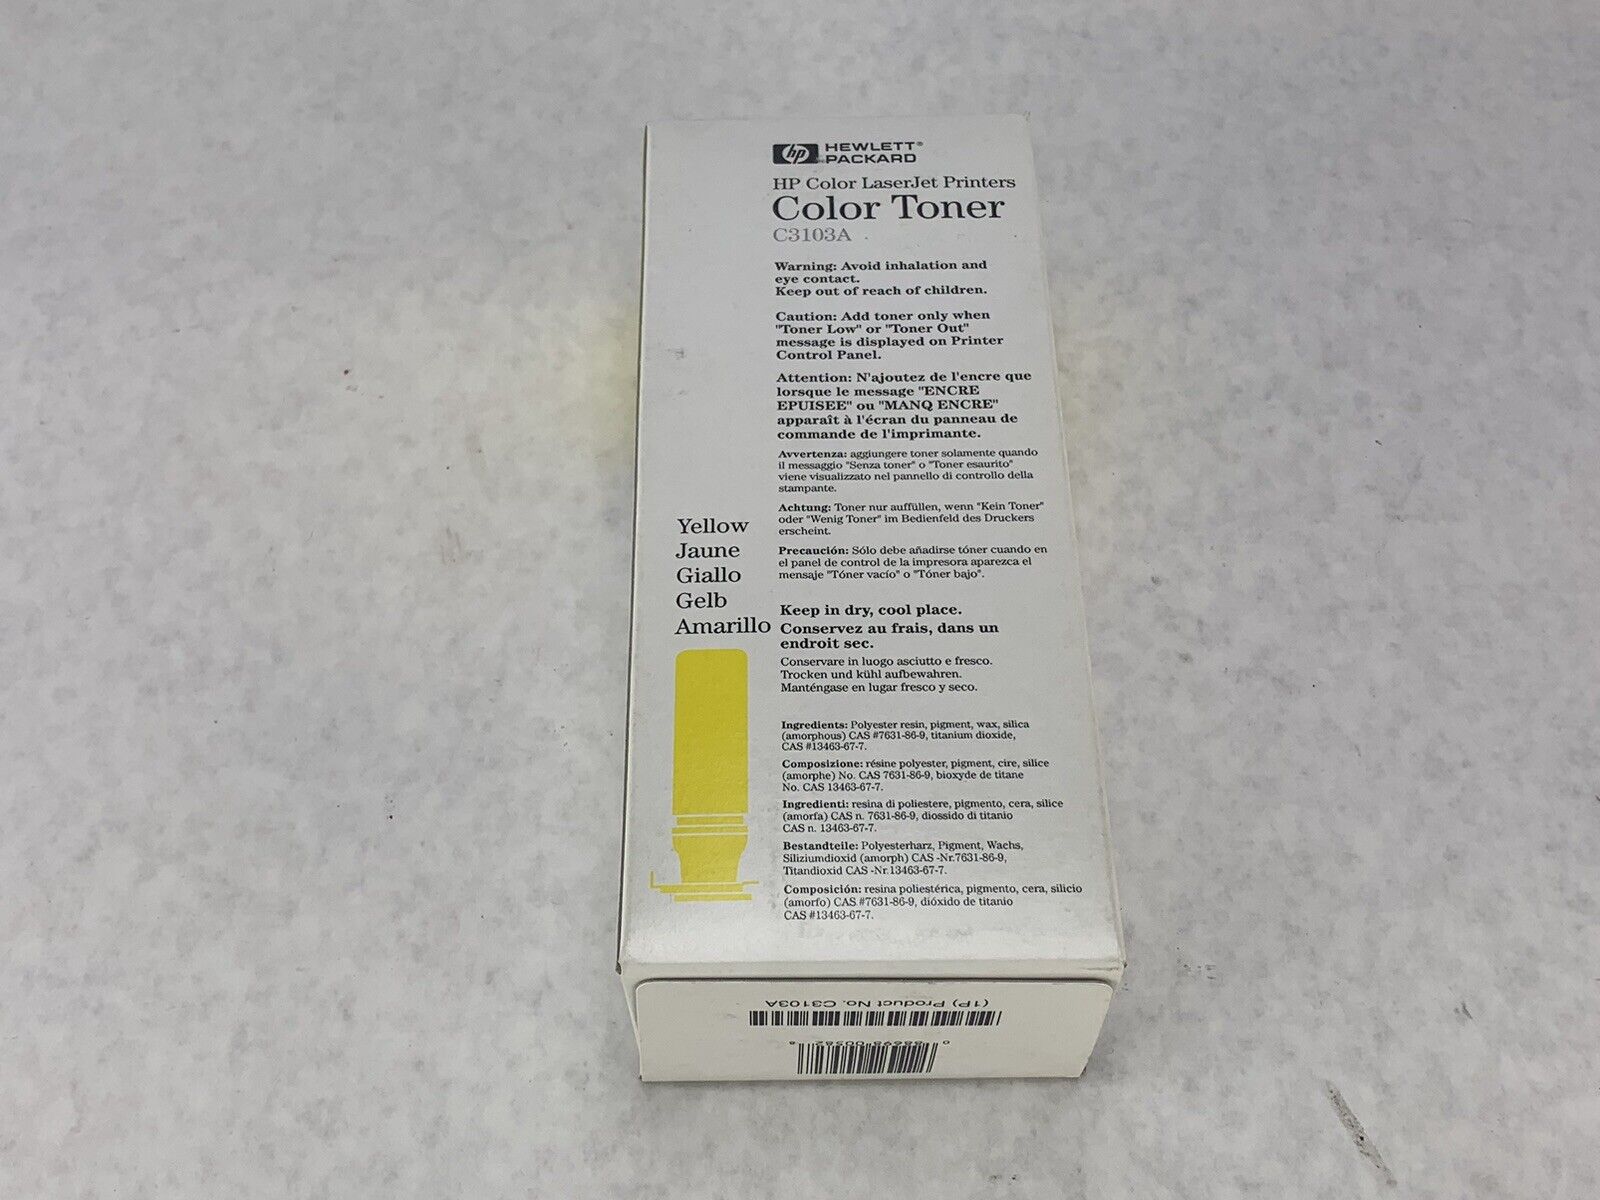 hp HEWLETT®
PACKARD
HP Color LaserJet Printers
Color Toner
C3103A
Warning: Avoid inhalation and
eye contact.
Keep out of reach of children.
Caution: Add toner only when
"Toner Low" or "Toner Out"
message is displayed on Printer
Control Panel.
Attention: N'ajoutez de l'encre que
lorsque le message "ENCRE
EPUISEE" ou "MANQ ENCRE"
apparaît à l'écran du panneau de
commande de l'imprimante.
Avvertenza: aggiungere toner solamente quando
il messaggio "Senza toner" o "Toner esaurito"
viene visualizzato nel pannello di controllo della
stampante.
Achtung: Toner nur auffüllen, wenn "Kein Toner"
oder "Wenig Toner" im Bedienfeld des Druckers
erscheint.
Precaución: Sólo debe añadirse tóner cuando en
el panel de control de la impresora aparezca el
mensaje "Tóner vacío" o "Tóner bajo".
Yellow
Jaune
Giallo
Gelb
Amarillo
Keep in dry, cool place.
Conservez au frais, dans un
endroit sec.
Conservare in luogo asciutto e fresco.
Trocken und kühl aufbewahren.
Manténgase en lugar fresco y seco.
Ingredients: Polyester resin, pigment, wax, silica
(amorphous) CAS #7631-86-9, titanium dioxide,
CAS #13463-67-7.
Composizione: résine polyester, pigment, cire, silice
(amorphe) No. CAS 7631-86-9, bioxyde de titane
No. CAS 13463-67-7.
Ingredienti: resina di poliestere, pigmento, cera, silice
(amorfa) CAS n. 7631-86-9, diossido di titanio
CAS n. 13463-67-7.
Bestandteile: Polyesterharz, Pigment, Wachs,
Siliziumdioxid (amorph) CAS -Nr.7631-86-9,
Titandioxid CAS -Nr.13463-67-7.
Composición: resina poliestérica, pigmento, cera, silicio
(amorfo) CAS #7631-86-9, dióxido de titanio
CAS #13463-67-7.
(1P) Product No. C3103A